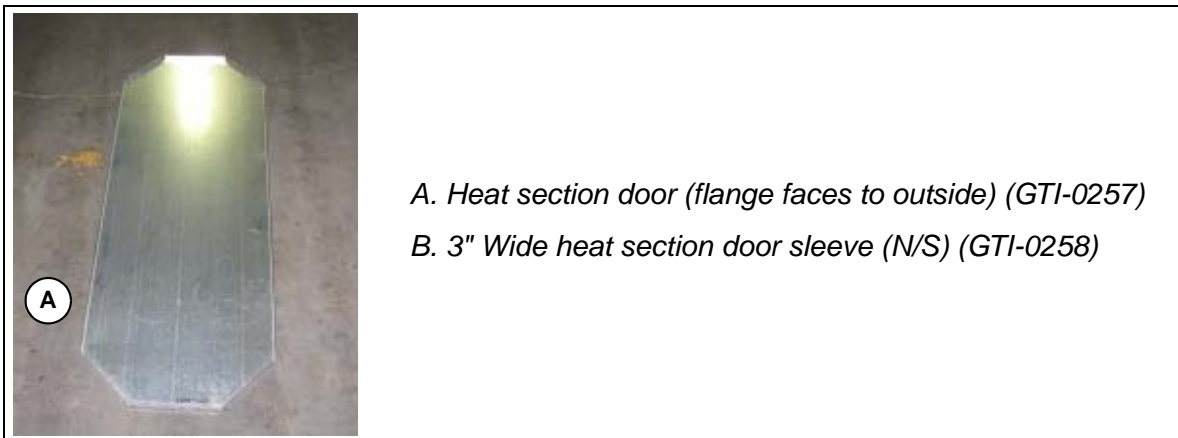 A
A. Heat section door (flange faces to outside) (GTI-0257)
B. 3" Wide heat section door sleeve (N/S) (GTI-0258)